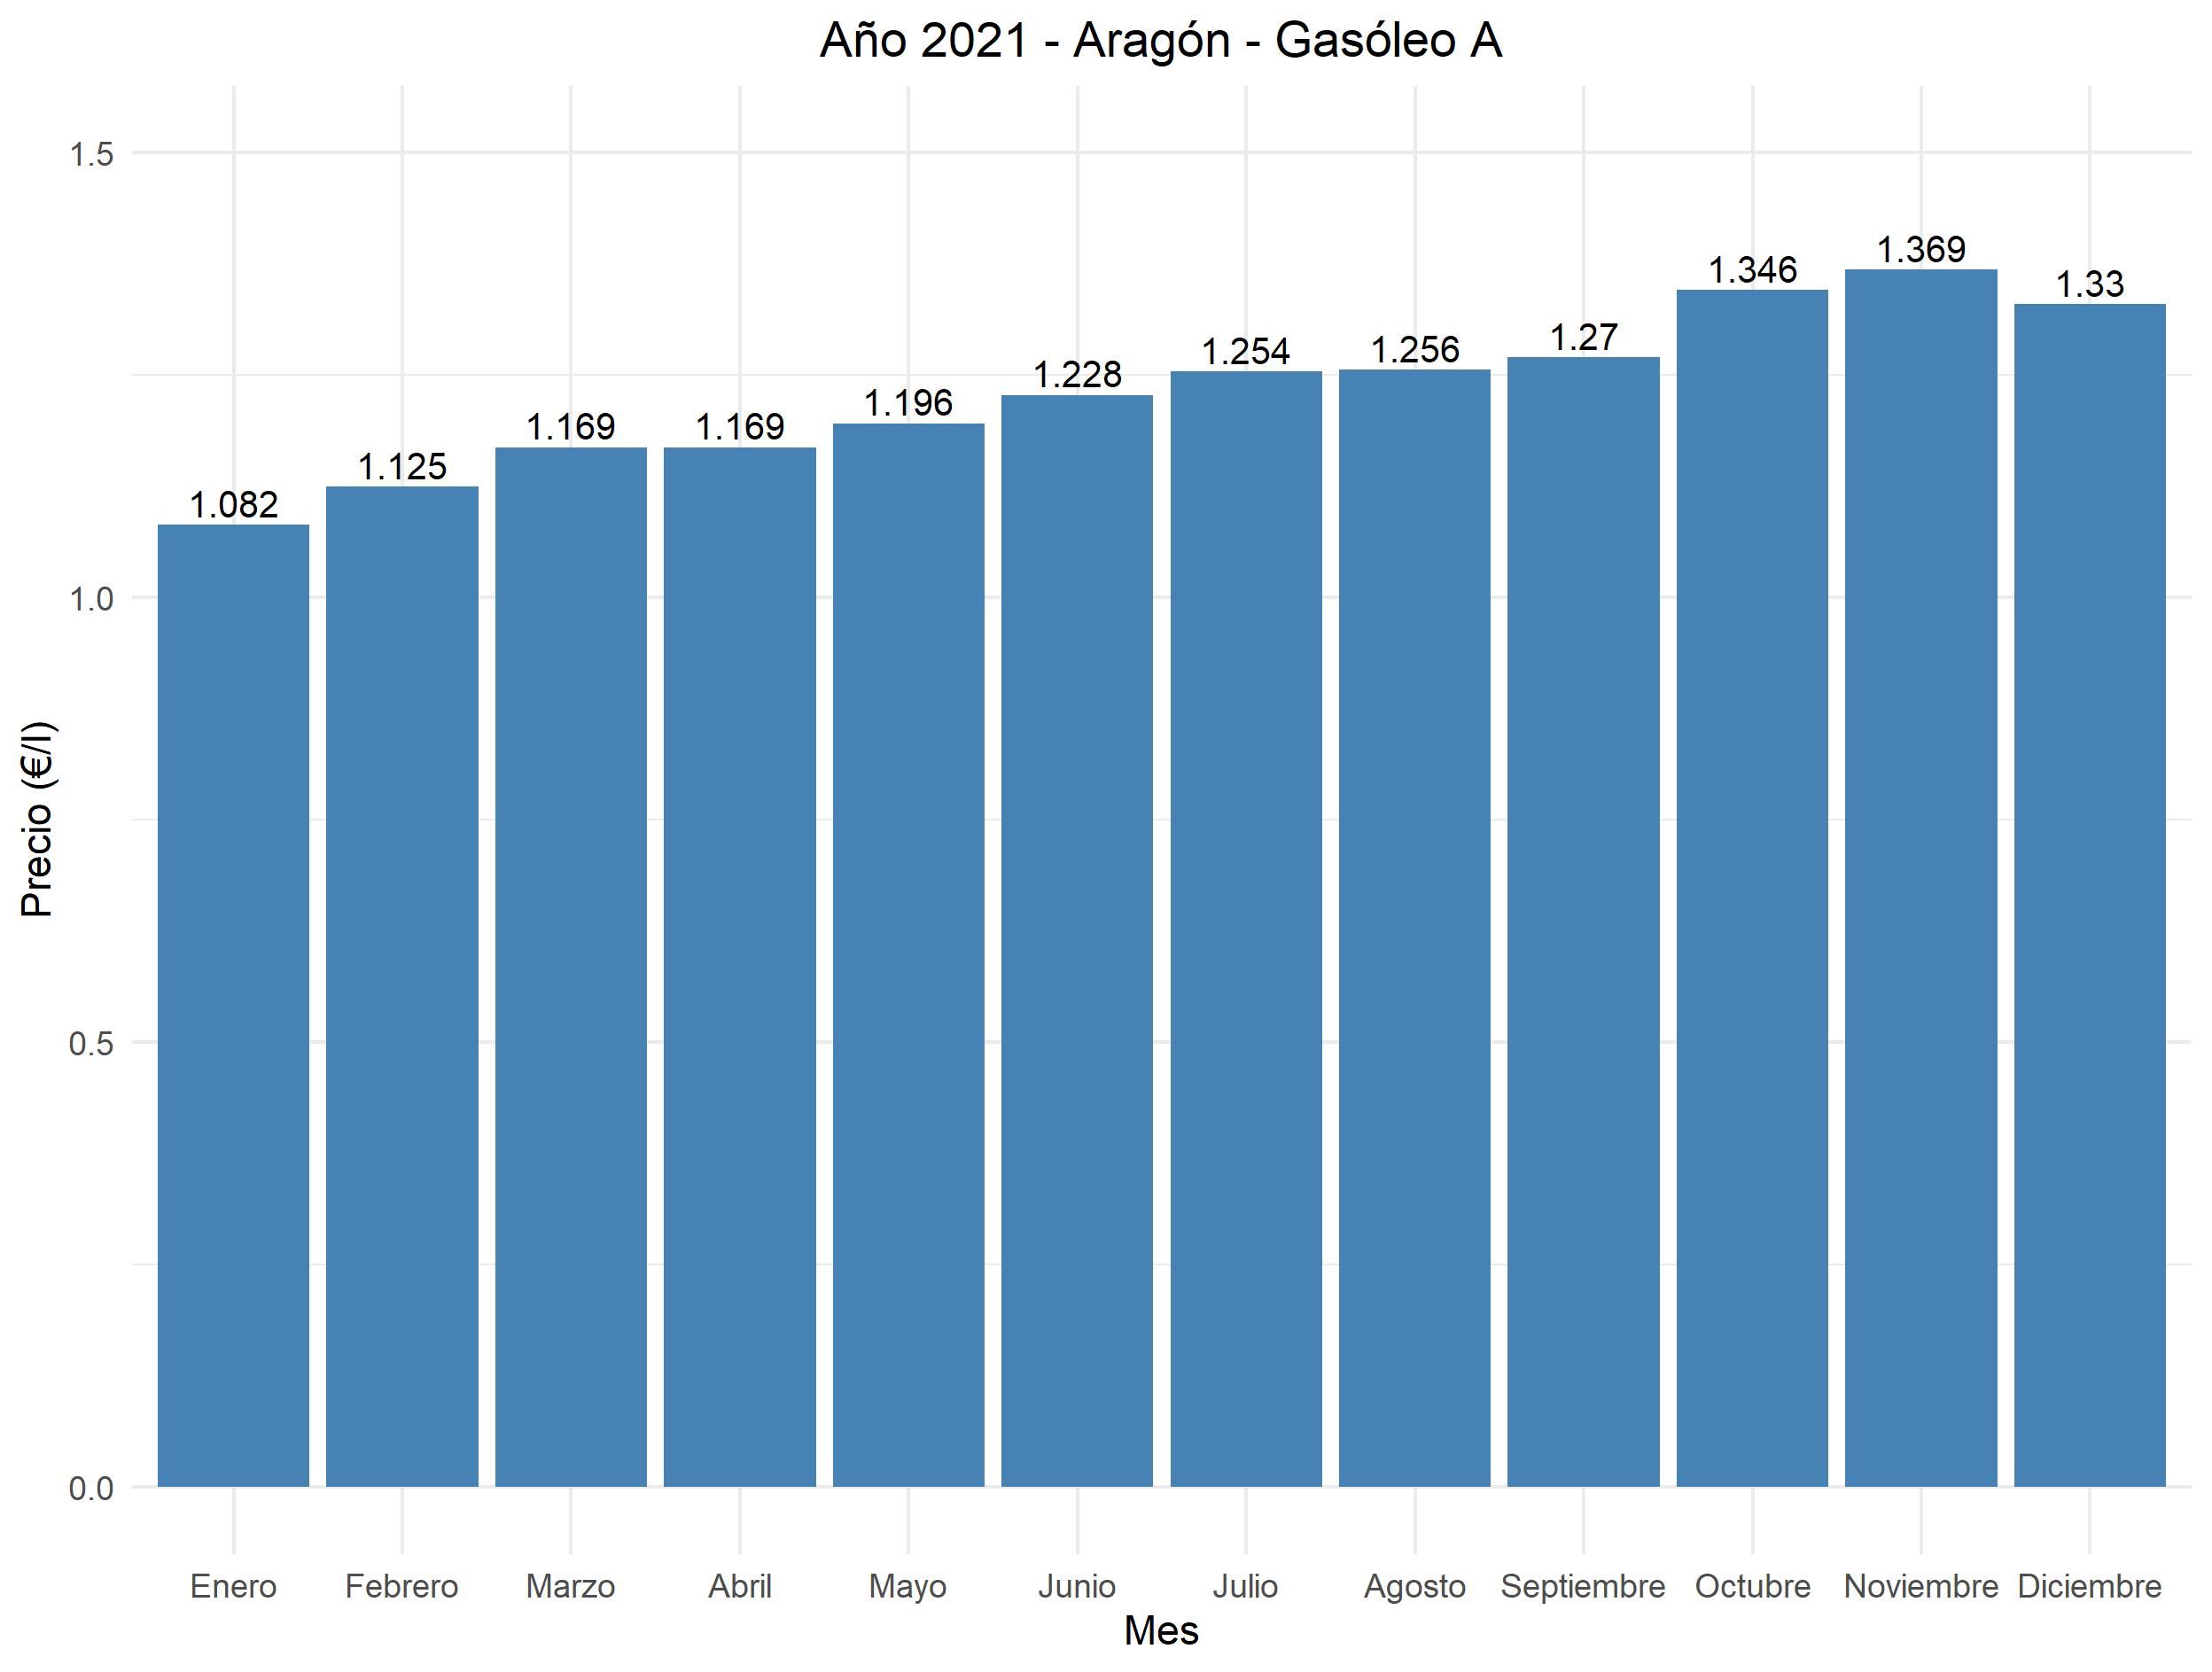 Año 2021 - Aragón - Gasóleo A
Precio (€/l)
1.5
1.0
0.5
0.0
1.082
1.125
1.169
1.169
1.196
1.228
1.254
1.256
1.27
1.346
1.369
1.33
Enero
Febrero
Marzo
Abril
Mayo
Junio
Julio
Agosto
Septiembre
Octubre
Noviembre
Diciembre
Mes